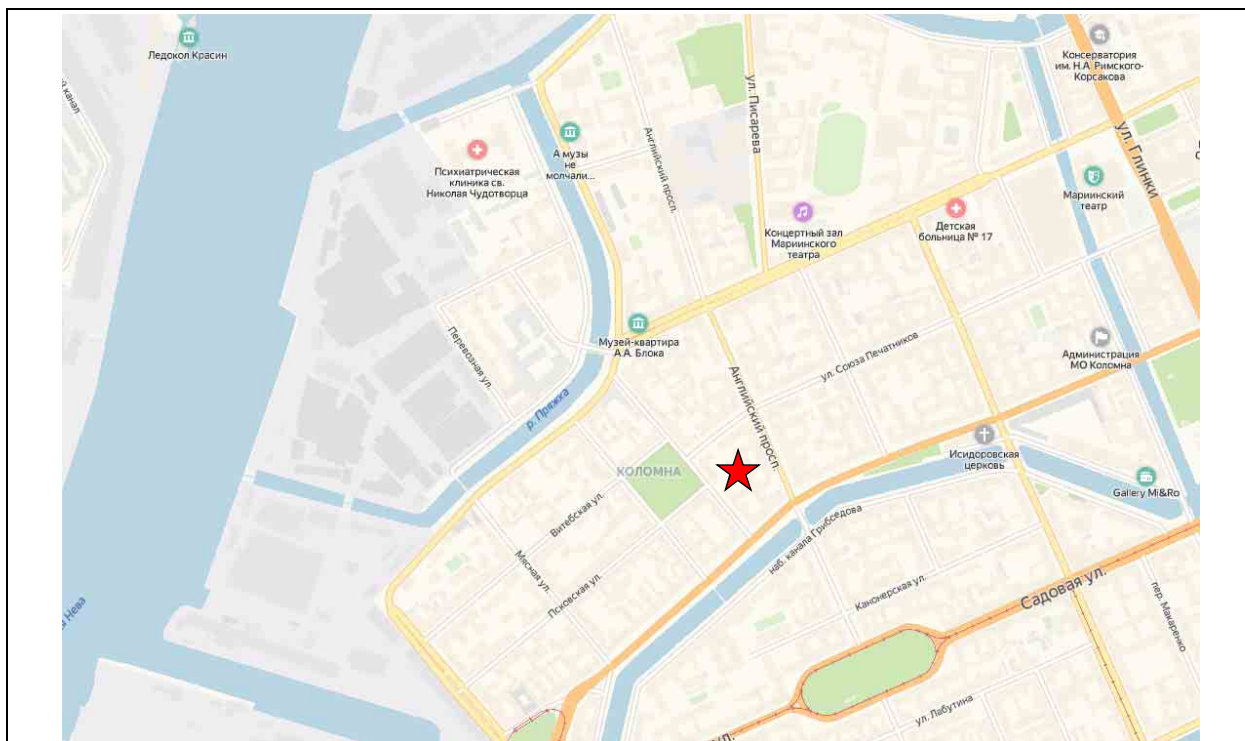 Ледокол Красин
Консерватория
им. Н.А. Римского-
Корсакова
ул. Писарева
Английский просп.
ул. Глинки
А музы
не
молчали...
Психиатрическая
клиника св.
Николая Чудотворца
Мариинский
театр
Концертный зал
Мариинского
театра
Детская
больница № 17
Музей-квартира
А.А. Блока
Перевозная ул.
ул. Союза Печатников
Администрация
МО Коломна
Английский просп.
р. Пряжка
Исидоровская
церковь
КОЛОМНА
Gallery Mi&Ro
Витебская ул.
наб. канала Грибоедова
Мясная ул.
Псковская ул.
Канонерская ул.
Садовая ул.
пер. Макаренко
Нева
ул. Лабутина
ул.